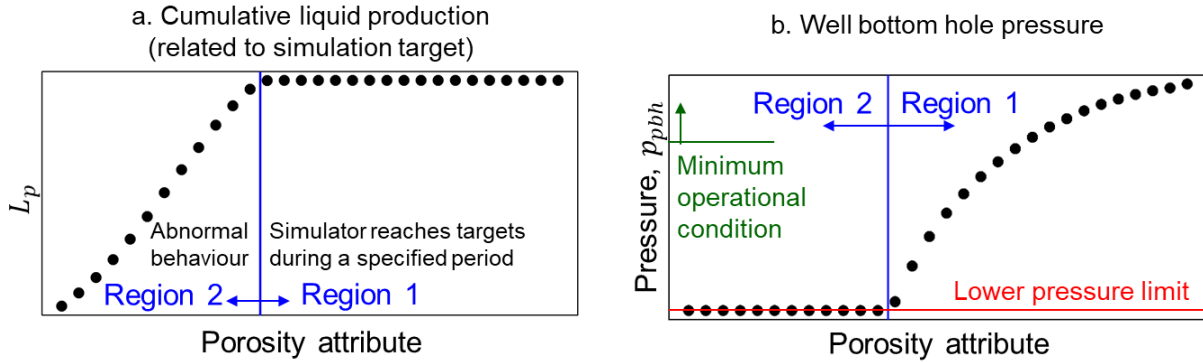 a. Cumulative liquid production
(related to simulation target)
L_p
Abnormal
behaviour
Simulator reaches targets
during a specified period
Region 2
Region 1
Porosity attribute
b. Well bottom hole pressure
Pressure, p_pbh
Region 2
Region 1
Minimum
operational
condition
Lower pressure limit
Porosity attribute